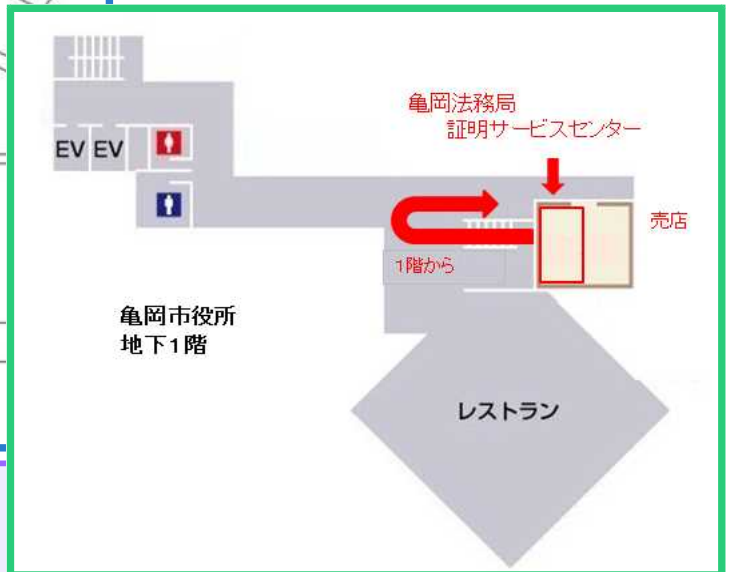 亀岡法務局
証明サービスセンター
EV EV
売店
1階から
亀岡市役所
地下1階
レストラン